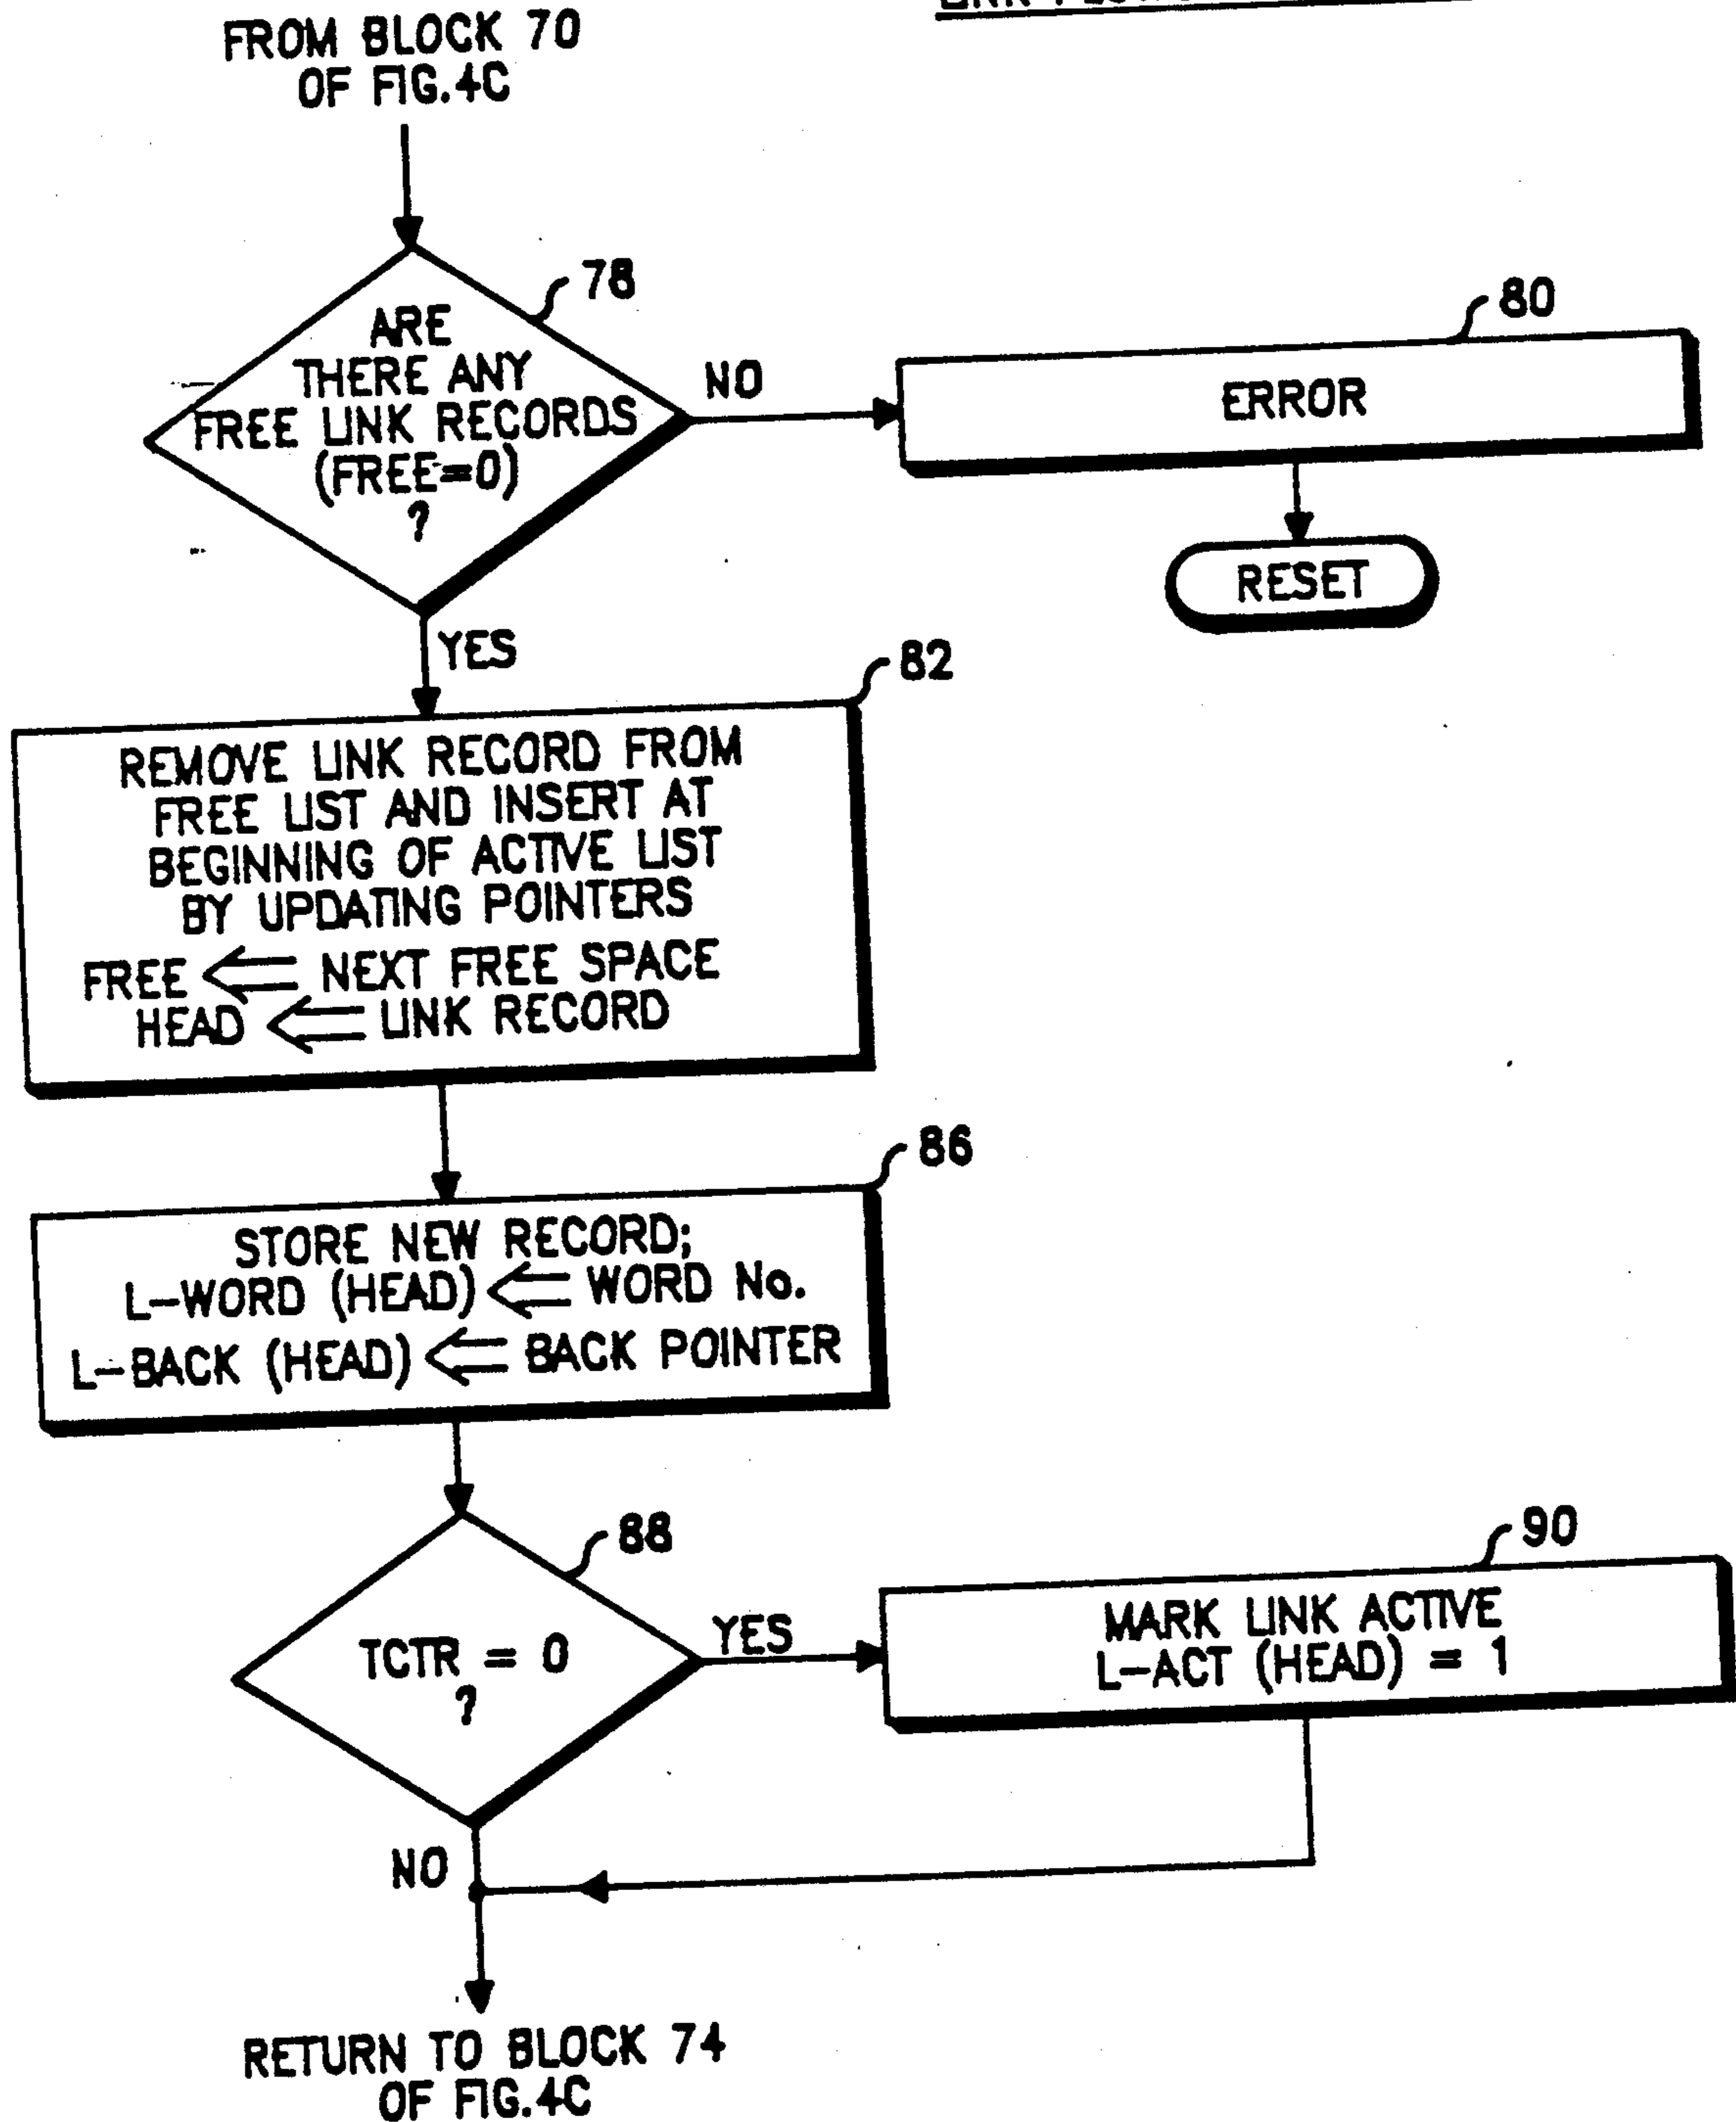 FROM BLOCK 70
OF FIG.4C
78
ARE
THERE ANY
FREE LINK RECORDS
(FREE=0)
?
NO
80
ERROR
RESET
YES
82
REMOVE LINK RECORD FROM
FREE LIST AND INSERT AT
BEGINNING OF ACTIVE LIST
BY UPDATING POINTERS
FREE ⇐ NEXT FREE SPACE
HEAD ⇐ LINK RECORD
86
STORE NEW RECORD;
L-WORD (HEAD) ⇐ WORD No.
L-BACK (HEAD) ⇐ BACK POINTER
88
TCTR = 0
?
YES
90
MARK LINK ACTIVE
L-ACT (HEAD) = 1
NO
RETURN TO BLOCK 74
OF FIG.4C